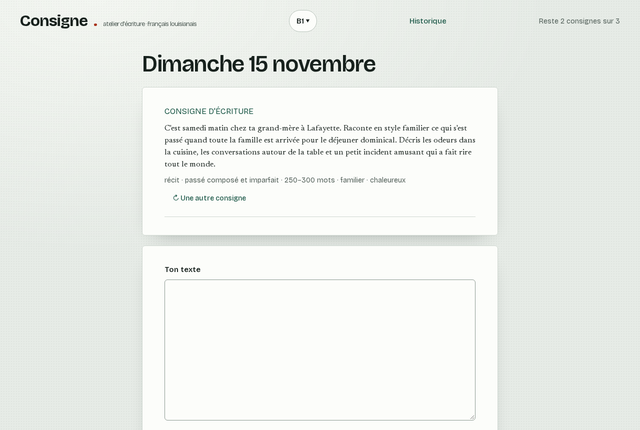 Consigne . atelier d'écriture · français louisianais
B1 ▾
Historique
Reste 2 consignes sur 3
Dimanche 15 novembre
CONSIGNE D'ÉCRITURE
C'est samedi matin chez ta grand-mère à Lafayette. Raconte en style familier ce qui s'est
passé quand toute la famille est arrivée pour le déjeuner dominical. Décris les odeurs dans
la cuisine, les conversations autour de la table et un petit incident amusant qui a fait rire
tout le monde.
récit · passé composé et imparfait · 250–300 mots · familier · chaleureux
↻ Une autre consigne
Ton texte